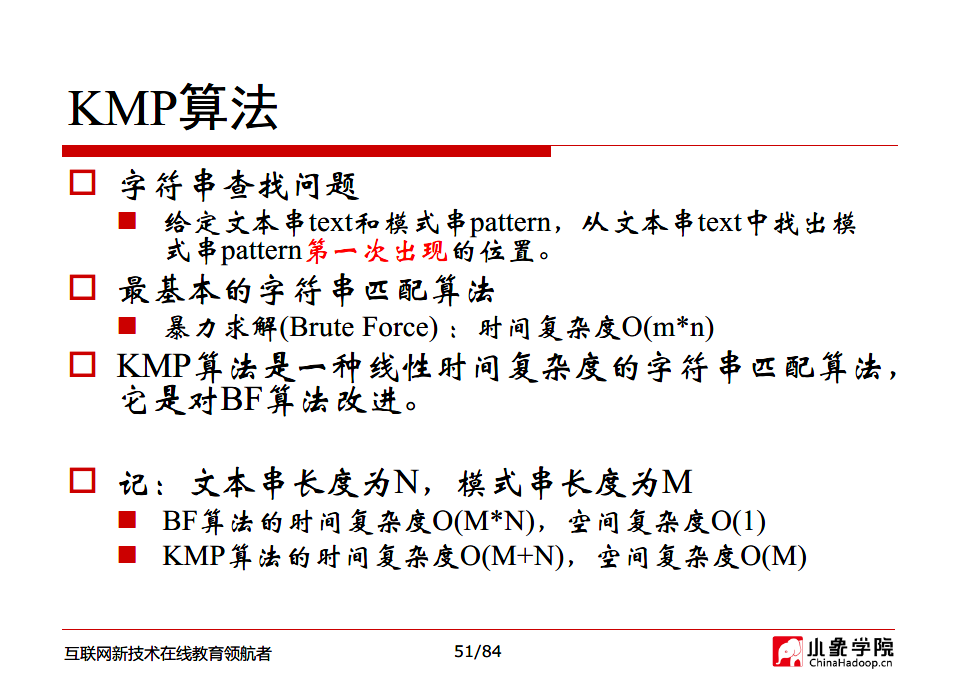 KMP算法
字符串查找问题
给定文本串text和模式串pattern，从文本串text中找出模
式串pattern第一次出现的位置。
最基本的字符串匹配算法
暴力求解(Brute Force)：时间复杂度O(m*n)
KMP算法是一种线性时间复杂度的字符串匹配算法，
它是对BF算法改进。
记：文本串长度为N，模式串长度为M
BF算法的时间复杂度O(M*N)，空间复杂度O(1)
KMP算法的时间复杂度O(M+N)，空间复杂度O(M)
互联网新技术在线教育领航者
51/84
小象学院
ChinaHadoop.cn